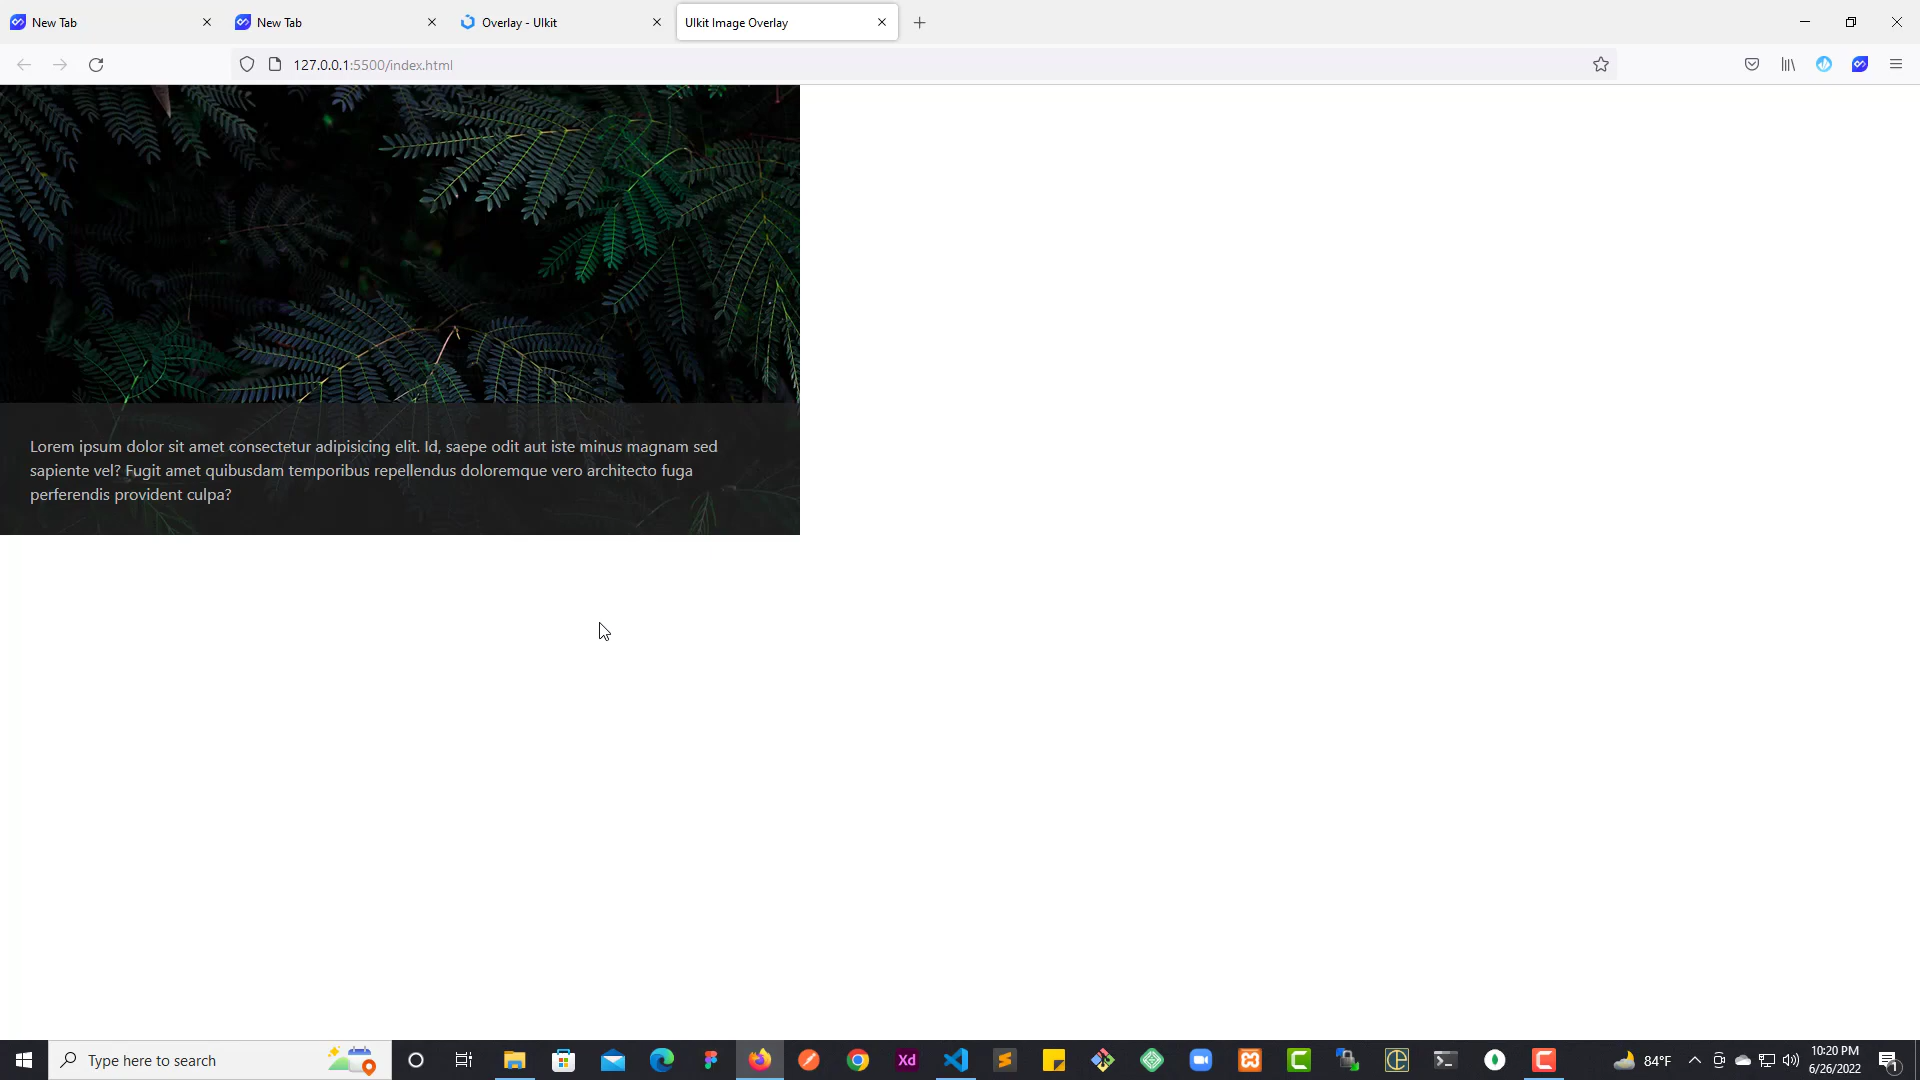 New Tab
New Tab
Overlay - UIkit
UIkit Image Overlay
127.0.0.1:5500/index.html
Lorem ipsum dolor sit amet consectetur adipisicing elit. Id, saepe odit aut iste minus magnam sed
sapiente vel? Fugit amet quibusdam temporibus repellendus doloremque vero architecto fuga
perferendis provident culpa?
Type here to search
Xd
84°F
10:20 PM
6/26/2022
1